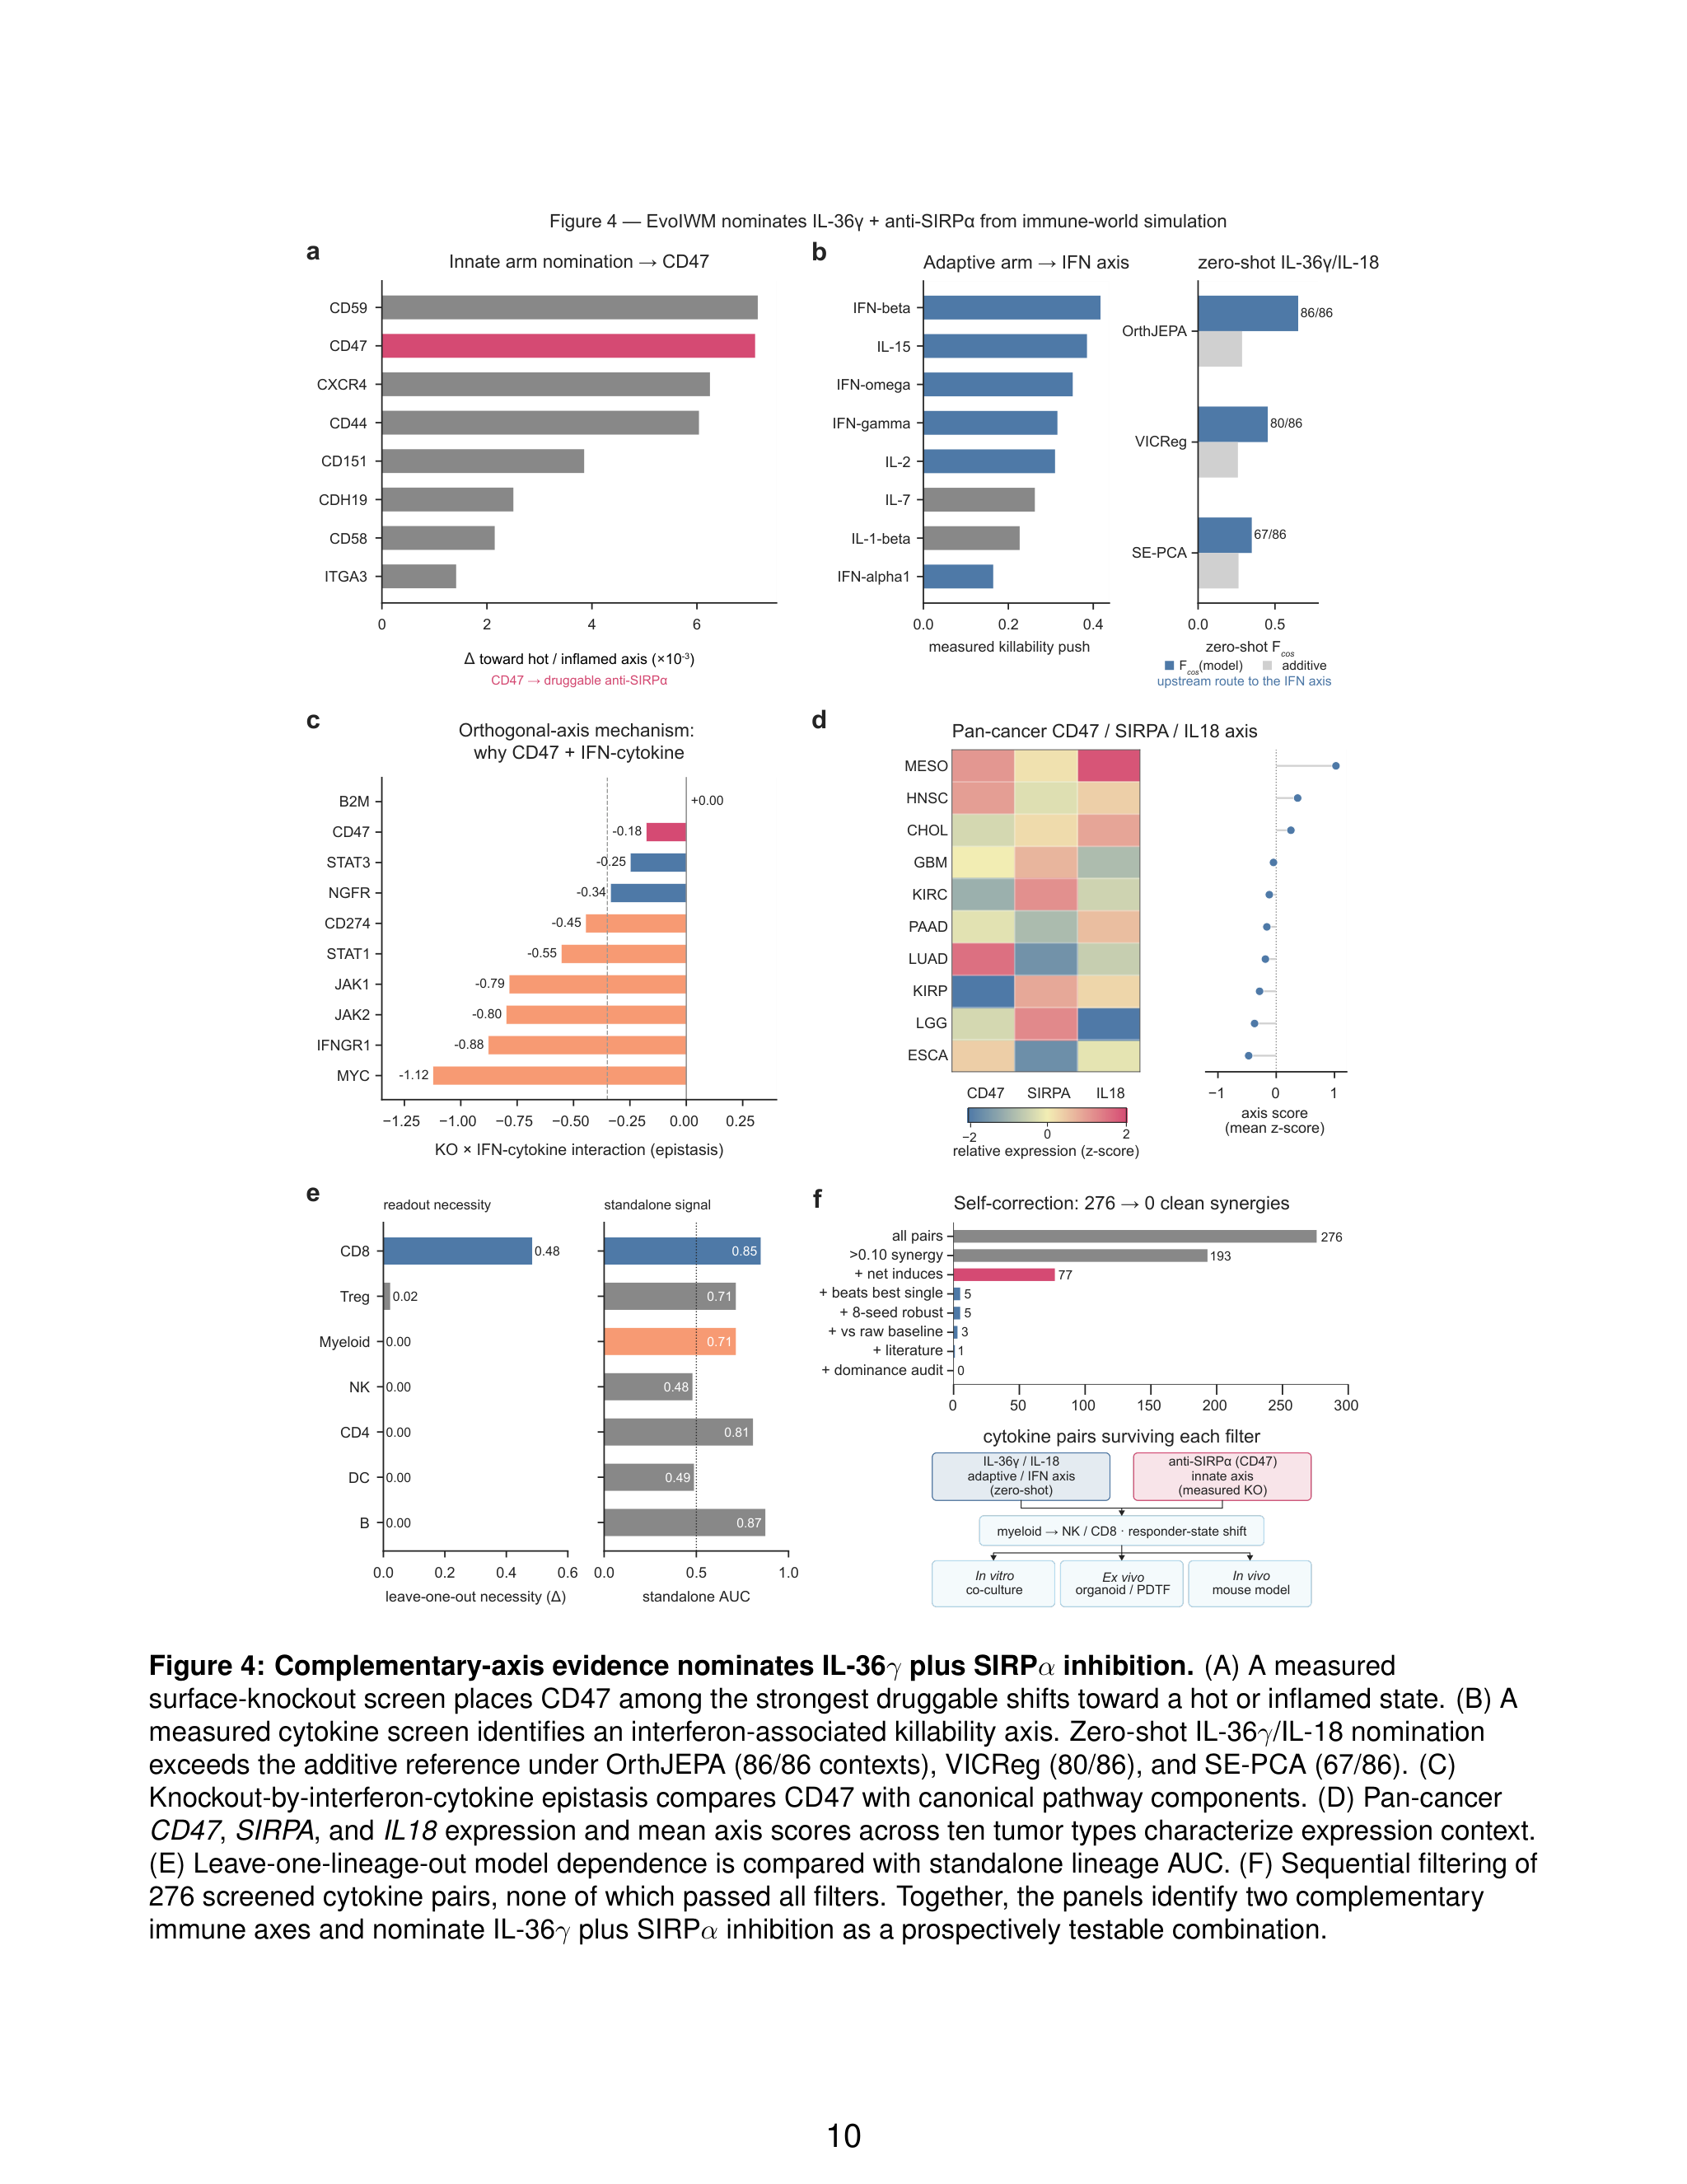 Figure 4 — EvoIWM nominates IL-36γ + anti-SIRPα from immune-world simulation
a
Innate arm nomination → CD47
CD59
CD47
CXCR4
CD44
CD151
CDH19
CD58
ITGA3
0 2 4 6
Δ toward hot / inflamed axis (×10⁻³)
CD47 → druggable anti-SIRPα
b
Adaptive arm → IFN axis
IFN-beta
IL-15
IFN-omega
IFN-gamma
IL-2
IL-7
IL-1-beta
IFN-alpha1
0.0 0.2 0.4
measured killability push
zero-shot IL-36γ/IL-18
OrthJEPA 86/86
VICReg 80/86
SE-PCA 67/86
0.0 0.5
zero-shot F_cos
F_cos(model) additive
upstream route to the IFN axis
c
Orthogonal-axis mechanism:
why CD47 + IFN-cytokine
B2M +0.00
CD47 -0.18
STAT3 -0.25
NGFR -0.34
CD274 -0.45
STAT1 -0.55
JAK1 -0.79
JAK2 -0.80
IFNGR1 -0.88
MYC -1.12
−1.25 −1.00 −0.75 −0.50 −0.25 0.00 0.25
KO × IFN-cytokine interaction (epistasis)
d
Pan-cancer CD47 / SIRPA / IL18 axis
MESO
HNSC
CHOL
GBM
KIRC
PAAD
LUAD
KIRP
LGG
ESCA
CD47 SIRPA IL18
−2 0 2
relative expression (z-score)
−1 0 1
axis score
(mean z-score)
e
readout necessity
CD8 0.48
Treg 0.02
Myeloid 0.00
NK 0.00
CD4 0.00
DC 0.00
B 0.00
0.0 0.2 0.4 0.6
leave-one-out necessity (Δ)
standalone signal
0.85
0.71
0.71
0.48
0.81
0.49
0.87
0.0 0.5 1.0
standalone AUC
f
Self-correction: 276 → 0 clean synergies
all pairs 276
>0.10 synergy 193
+ net induces 77
+ beats best single 5
+ 8-seed robust 5
+ vs raw baseline 3
+ literature 1
+ dominance audit 0
0 50 100 150 200 250 300
cytokine pairs surviving each filter
IL-36γ / IL-18
adaptive / IFN axis
(zero-shot)
anti-SIRPα (CD47)
innate axis
(measured KO)
myeloid → NK / CD8 · responder-state shift
In vitro
co-culture
Ex vivo
organoid / PDTF
In vivo
mouse model
Figure 4: Complementary-axis evidence nominates IL-36γ plus SIRPα inhibition. (A) A measured
surface-knockout screen places CD47 among the strongest druggable shifts toward a hot or inflamed state. (B) A
measured cytokine screen identifies an interferon-associated killability axis. Zero-shot IL-36γ/IL-18 nomination
exceeds the additive reference under OrthJEPA (86/86 contexts), VICReg (80/86), and SE-PCA (67/86). (C)
Knockout-by-interferon-cytokine epistasis compares CD47 with canonical pathway components. (D) Pan-cancer
CD47, SIRPA, and IL18 expression and mean axis scores across ten tumor types characterize expression context.
(E) Leave-one-lineage-out model dependence is compared with standalone lineage AUC. (F) Sequential filtering of
276 screened cytokine pairs, none of which passed all filters. Together, the panels identify two complementary
immune axes and nominate IL-36γ plus SIRPα inhibition as a prospectively testable combination.
10